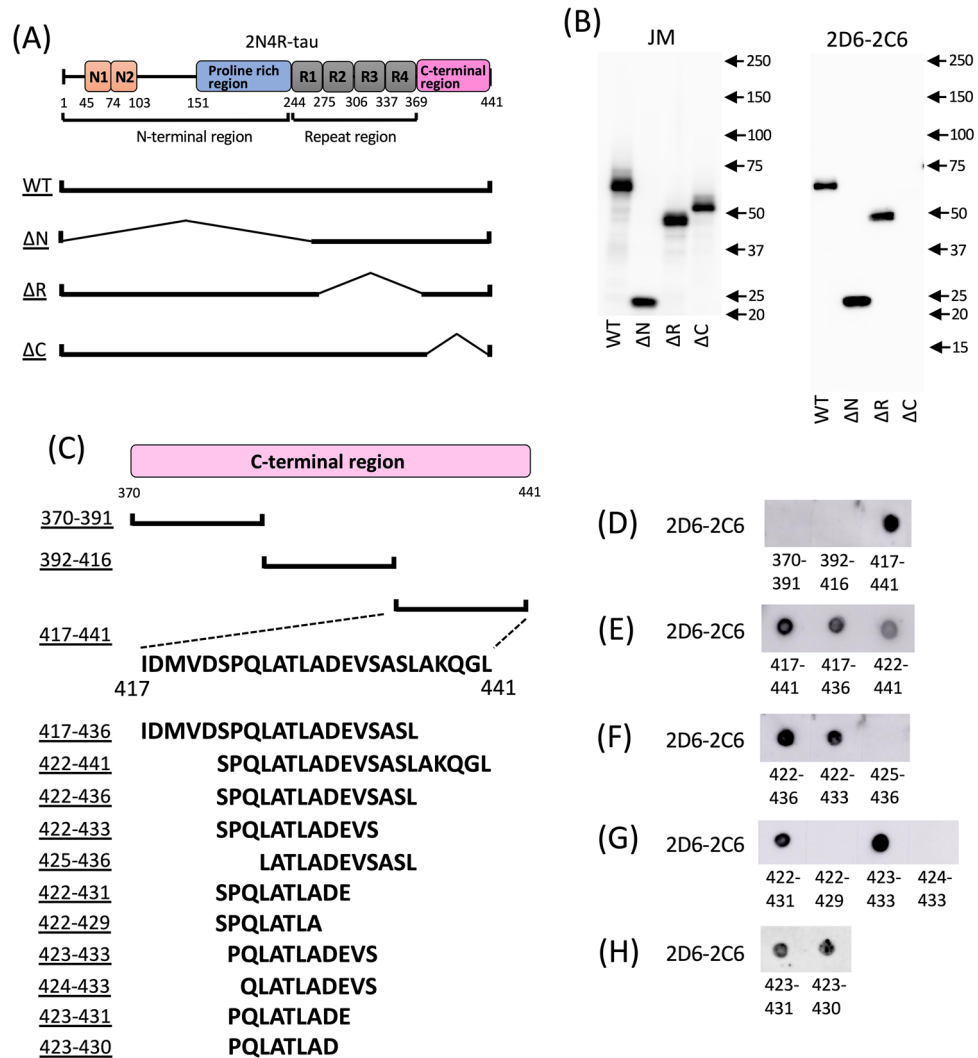 (A)
2N4R-tau
N1 N2 Proline rich region R1 R2 R3 R4 C-terminal region
1 45 74 103 151 244 275 306 337 369 441
N-terminal region Repeat region
WT
ΔN
ΔR
ΔC
(B)
JM
250
150
100
75
50
37
25
20
WT ΔN ΔR ΔC
2D6-2C6
250
150
100
75
50
37
25
20
15
WT ΔN ΔR ΔC
(C)
C-terminal region
370 441
370-391
392-416
417-441
IDMVDSPQLATLADEVSASLAKQGL
417 441
417-436 IDMVDSPQLATLADEVSASL
422-441 SPQLATLADEVSASLAKQGL
422-436 SPQLATLADEVSASL
422-433 SPQLATLADEVS
425-436 LATLADEVSASL
422-431 SPQLATLADE
422-429 SPQLATLA
423-433 PQLATLADEVS
424-433 QLATLADEVS
423-431 PQLATLADE
423-430 PQLATLAD
(D) 2D6-2C6
370- 392- 417-
391 416 441
(E) 2D6-2C6
417- 417- 422-
441 436 441
(F) 2D6-2C6
422- 422- 425-
436 433 436
(G) 2D6-2C6
422- 422- 423- 424-
431 429 433 433
(H) 2D6-2C6
423- 423-
431 430